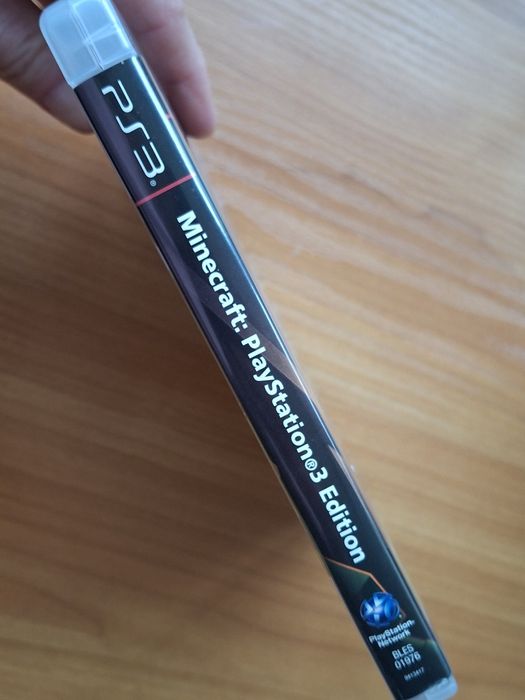 PS3®
Minecraft: PlayStation®3 Edition
PlayStation®
Network
BLES
01976